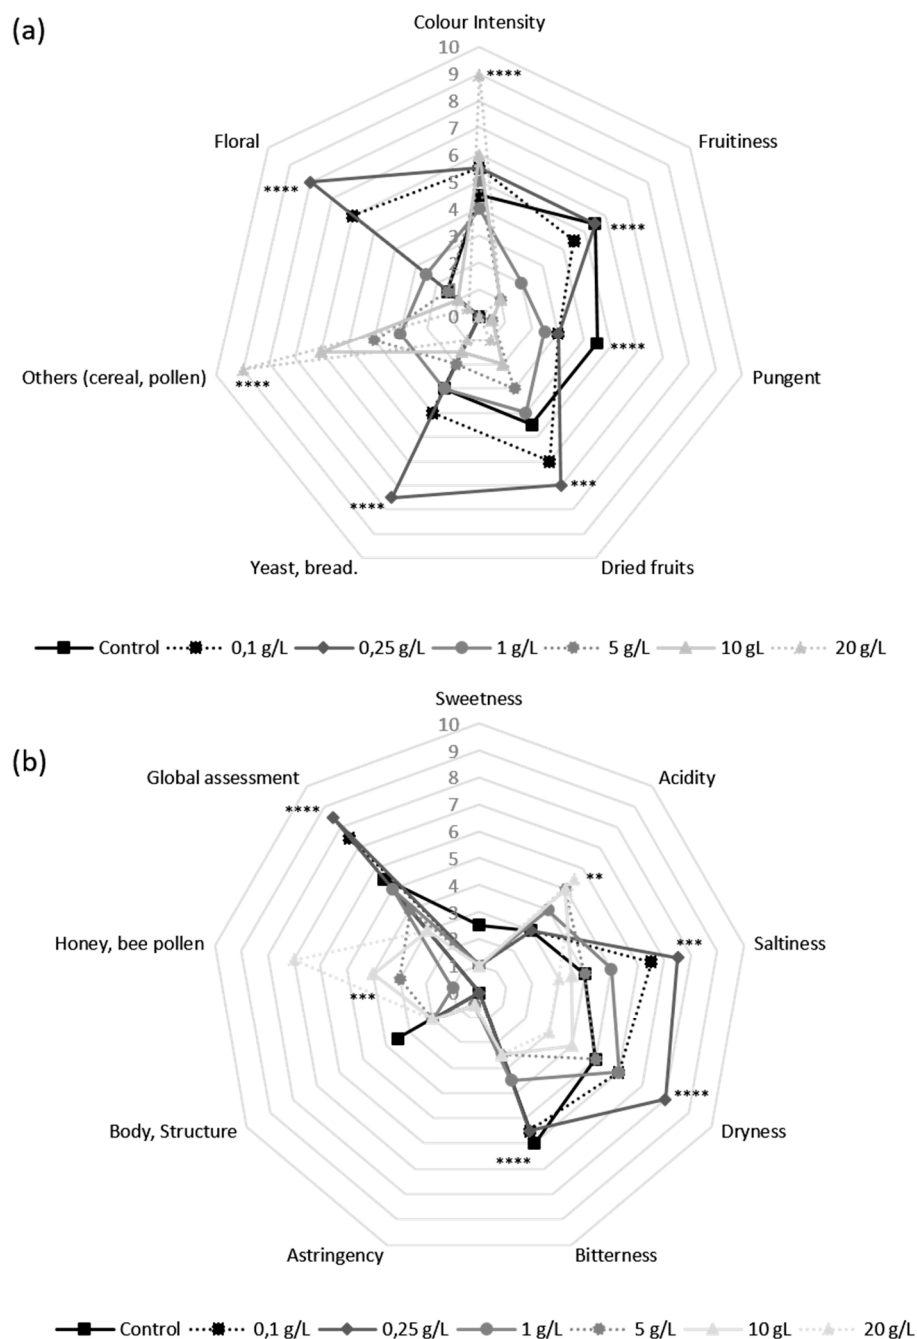 (a)
Colour Intensity
10
9
8
7
6
5
4
3
2
1
0
****
Floral
Fruitiness
****
****
Others (cereal, pollen)
****
Pungent
****
Yeast, bread.
****
Dried fruits
***
Control 0,1 g/L 0,25 g/L 1 g/L 5 g/L 10 gL 20 g/L
(b)
Sweetness
10
9
8
7
6
5
4
3
2
1
0
Global assessment
****
Acidity
**
Honey, bee pollen
***
Saltiness
***
Body, Structure
Dryness
****
****
Astringency
Bitterness
Control 0,1 g/L 0,25 g/L 1 g/L 5 g/L 10 gL 20 g/L